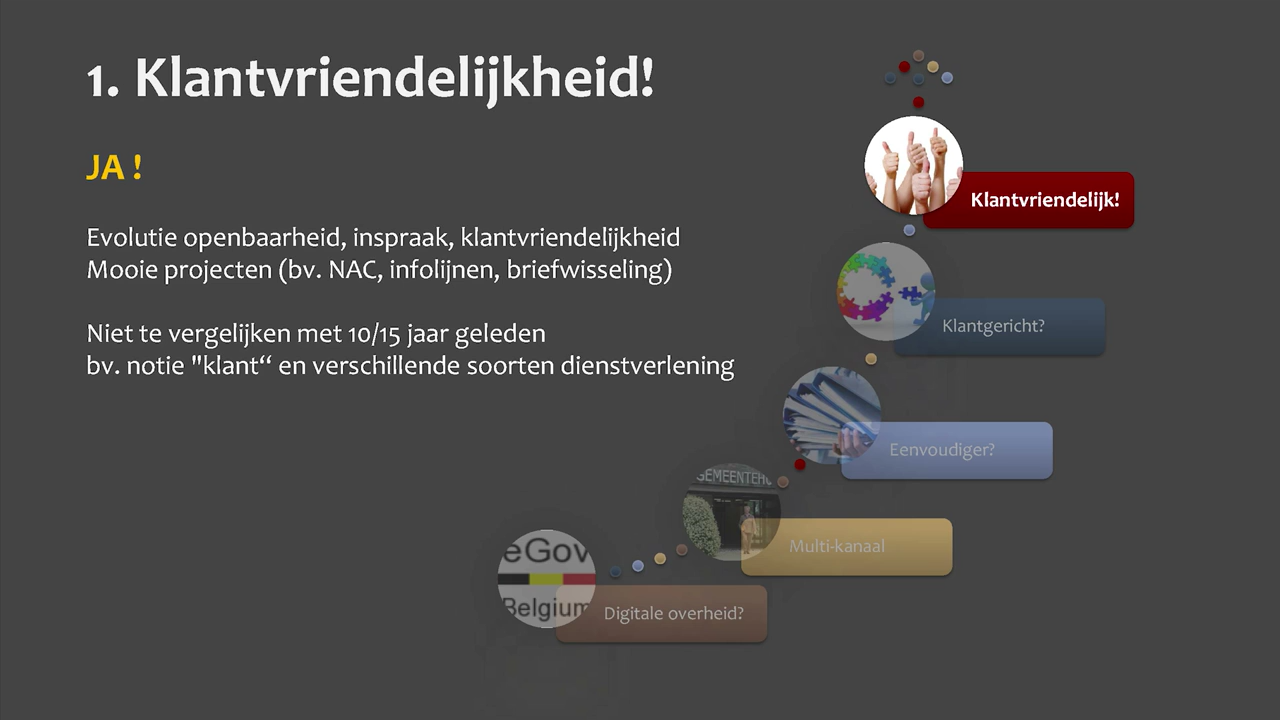 1. Klantvriendelijkheid!
JA !
Evolutie openbaarheid, inspraak, klantvriendelijkheid
Mooie projecten (bv. NAC, infolijnen, briefwisseling)
Niet te vergelijken met 10/15 jaar geleden
bv. notie "klant“ en verschillende soorten dienstverlening
Klantvriendelijk!
Klantgericht?
Eenvoudiger?
GEMEENTEHU
Multi-kanaal
eGov
Belgium
Digitale overheid?